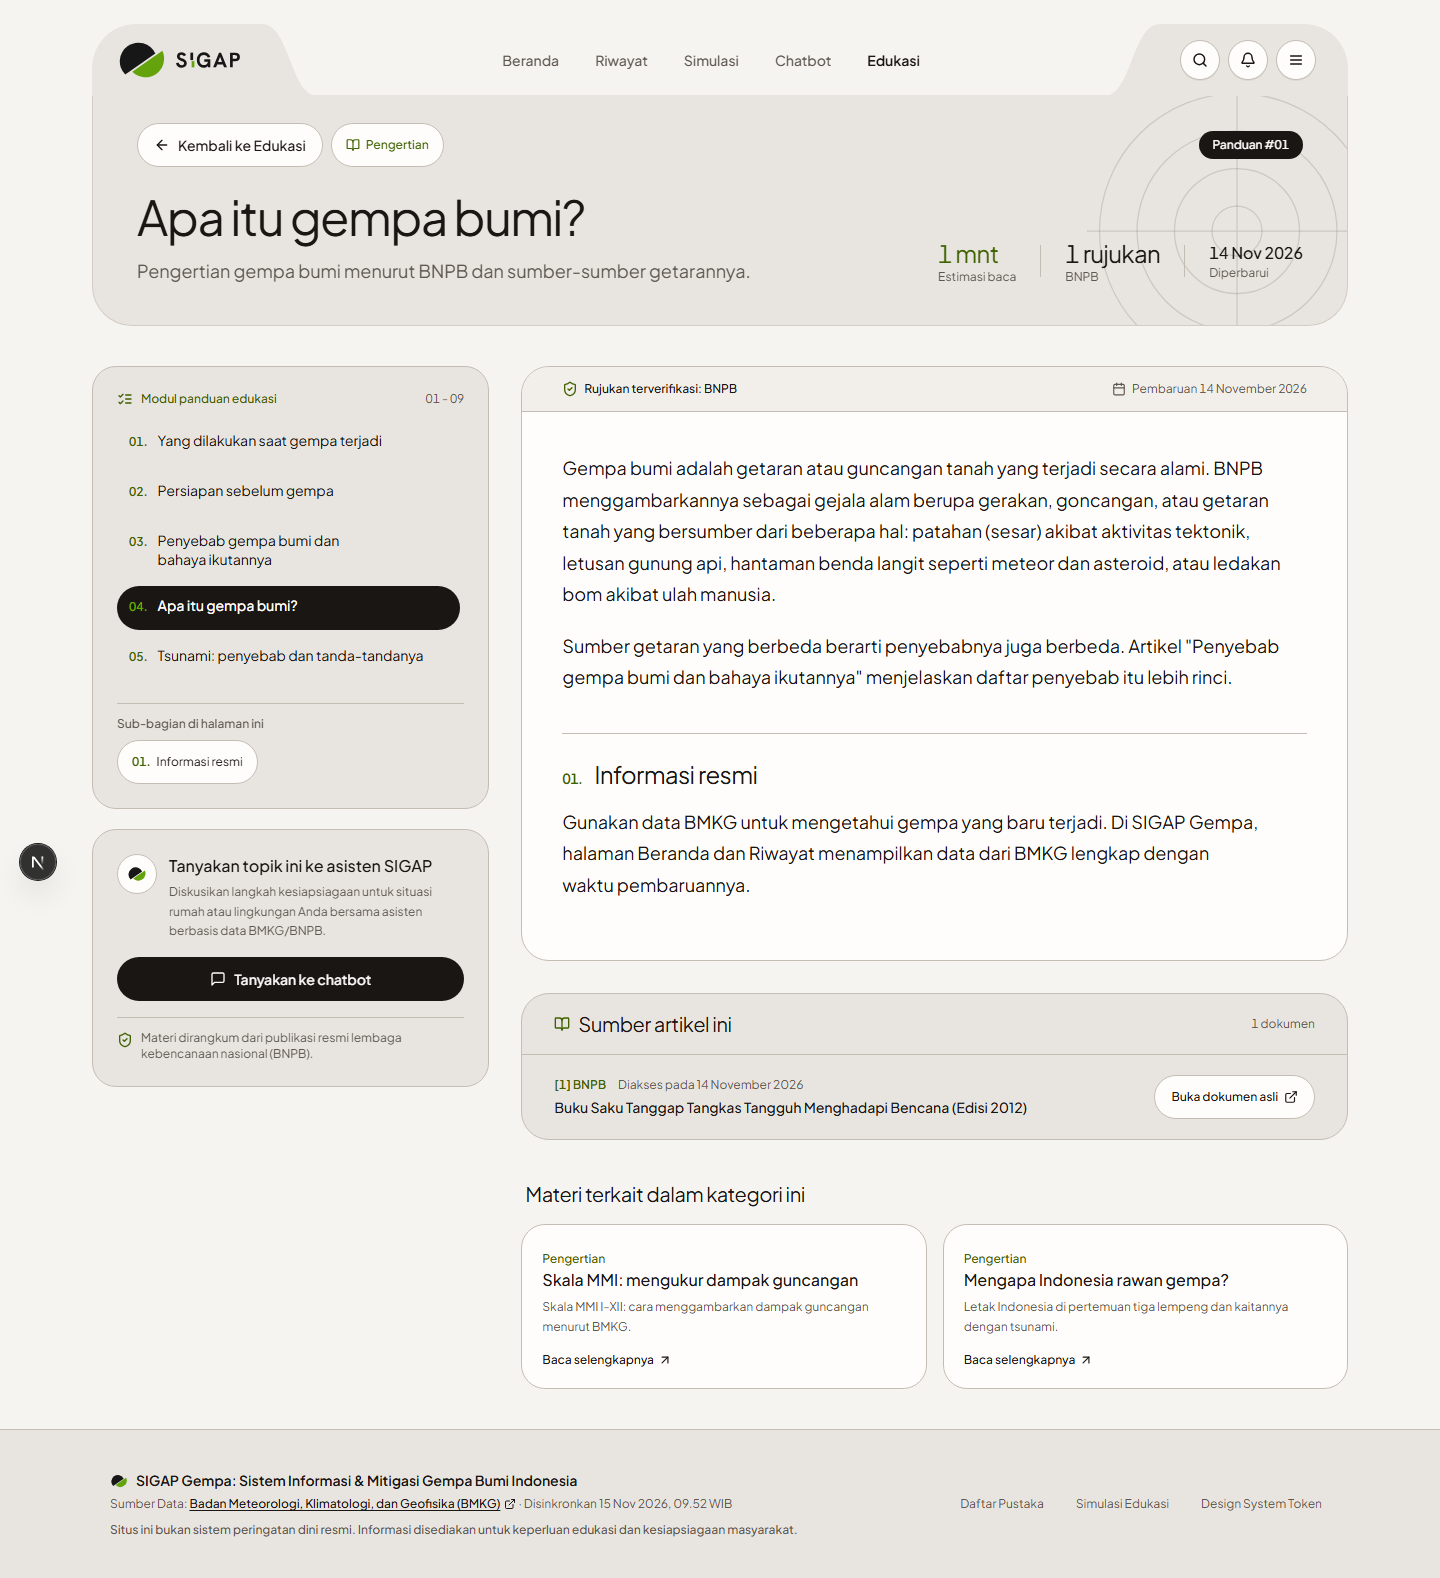 SIGAP
Beranda
Riwayat
Simulasi
Chatbot
Edukasi
Kembali ke Edukasi
Pengertian
Panduan #01
Apa itu gempa bumi?
Pengertian gempa bumi menurut BNPB dan sumber-sumber getarannya.
1 mnt
Estimasi baca
1 rujukan
BNPB
14 Nov 2026
Diperbarui
Modul panduan edukasi
01 - 09
01. Yang dilakukan saat gempa terjadi
02. Persiapan sebelum gempa
03. Penyebab gempa bumi dan
bahaya ikutannya
04. Apa itu gempa bumi?
05. Tsunami: penyebab dan tanda-tandanya
Sub-bagian di halaman ini
01. Informasi resmi
N
Tanyakan topik ini ke asisten SIGAP
Diskusikan langkah kesiapsiagaan untuk situasi
rumah atau lingkungan Anda bersama asisten
berbasis data BMKG/BNPB.
Tanyakan ke chatbot
Materi dirangkum dari publikasi resmi lembaga
kebencanaan nasional (BNPB).
Rujukan terverifikasi: BNPB
Pembaruan 14 November 2026
Gempa bumi adalah getaran atau guncangan tanah yang terjadi secara alami. BNPB
menggambarkannya sebagai gejala alam berupa gerakan, goncangan, atau getaran
tanah yang bersumber dari beberapa hal: patahan (sesar) akibat aktivitas tektonik,
letusan gunung api, hantaman benda langit seperti meteor dan asteroid, atau ledakan
bom akibat ulah manusia.
Sumber getaran yang berbeda berarti penyebabnya juga berbeda. Artikel "Penyebab
gempa bumi dan bahaya ikutannya" menjelaskan daftar penyebab itu lebih rinci.
01. Informasi resmi
Gunakan data BMKG untuk mengetahui gempa yang baru terjadi. Di SIGAP Gempa,
halaman Beranda dan Riwayat menampilkan data dari BMKG lengkap dengan
waktu pembaruannya.
Sumber artikel ini
1 dokumen
[1] BNPB Diakses pada 14 November 2026
Buku Saku Tanggap Tangkas Tangguh Menghadapi Bencana (Edisi 2012)
Buka dokumen asli
Materi terkait dalam kategori ini
Pengertian
Skala MMI: mengukur dampak guncangan
Skala MMI I-XII: cara menggambarkan dampak guncangan
menurut BMKG.
Baca selengkapnya
Pengertian
Mengapa Indonesia rawan gempa?
Letak Indonesia di pertemuan tiga lempeng dan kaitannya
dengan tsunami.
Baca selengkapnya
SIGAP Gempa: Sistem Informasi & Mitigasi Gempa Bumi Indonesia
Sumber Data: Badan Meteorologi, Klimatologi, dan Geofisika (BMKG) · Disinkronkan 15 Nov 2026, 09.52 WIB
Situs ini bukan sistem peringatan dini resmi. Informasi disediakan untuk keperluan edukasi dan kesiapsiagaan masyarakat.
Daftar Pustaka
Simulasi Edukasi
Design System Token